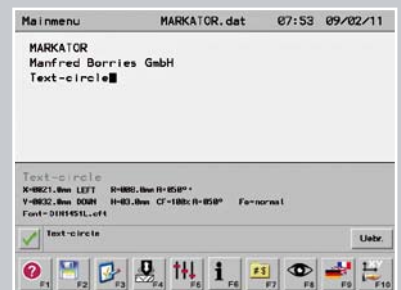 Mainmenu MARKATOR.dat 07:53 09/02/11
MARKATOR
Manfred Borries GmbH
Text-circle
Text-circle
X=0021.0mm LEFT R=008.0mm A=050°
Y=0032.0mm DOWN H=03.0mm CF=100% A=050° Fo=normal
Font=DIN1451L.cft
Text-circle Uebr.
F1 F2 F3 F4 F5 F6 #$ F7 F8 F9 F10